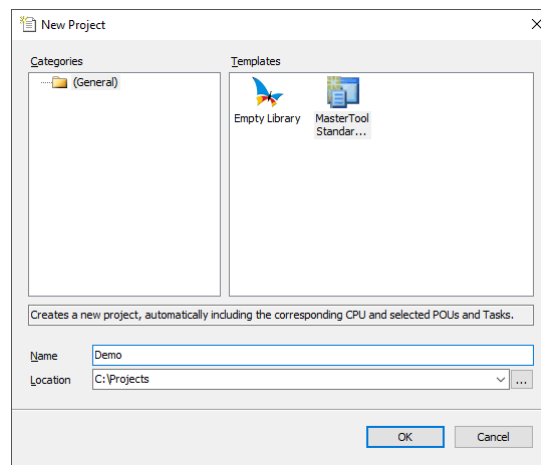 New Project
Categories
Templates
(General)
Empty Library
MasterTool
Standar...
Creates a new project, automatically including the corresponding CPU and selected POUs and Tasks.
Name
Demo
Location
C:\Projects
...
OK
Cancel